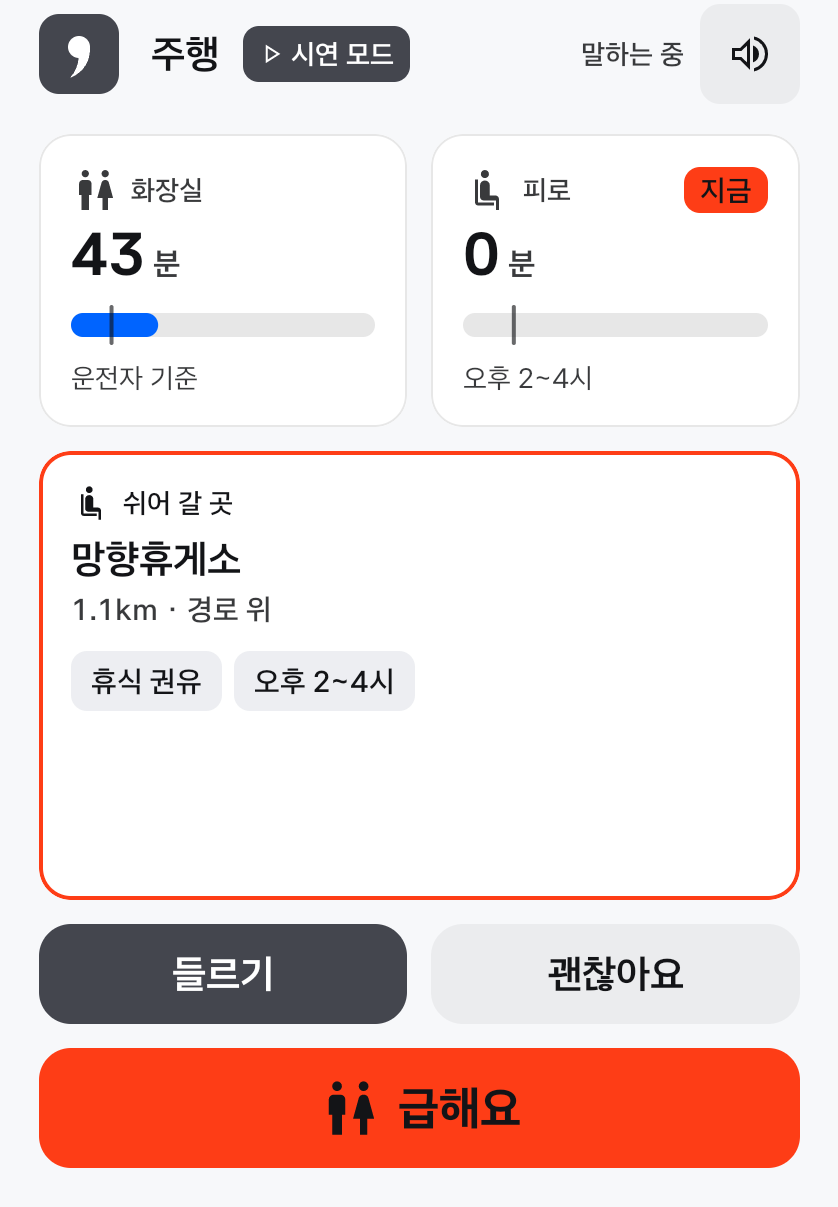 주행
시연 모드
말하는 중
화장실
43 분
운전자 기준
피로
지금
0 분
오후 2~4시
쉬어 갈 곳
망향휴게소
1.1km · 경로 위
휴식 권유
오후 2~4시
들르기
괜찮아요
급해요